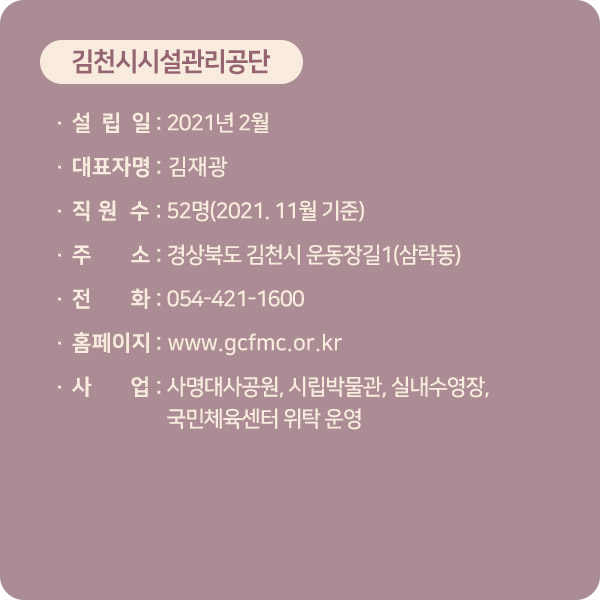 김천시시설관리공단
· 설 립 일 : 2021년 2월
· 대표자명 : 김재광
· 직 원 수 : 52명(2021. 11월 기준)
· 주 소 : 경상북도 김천시 운동장길1(삼락동)
· 전 화 : 054-421-1600
· 홈페이지 : www.gcfmc.or.kr
· 사 업 : 사명대사공원, 시립박물관, 실내수영장,
국민체육센터 위탁 운영